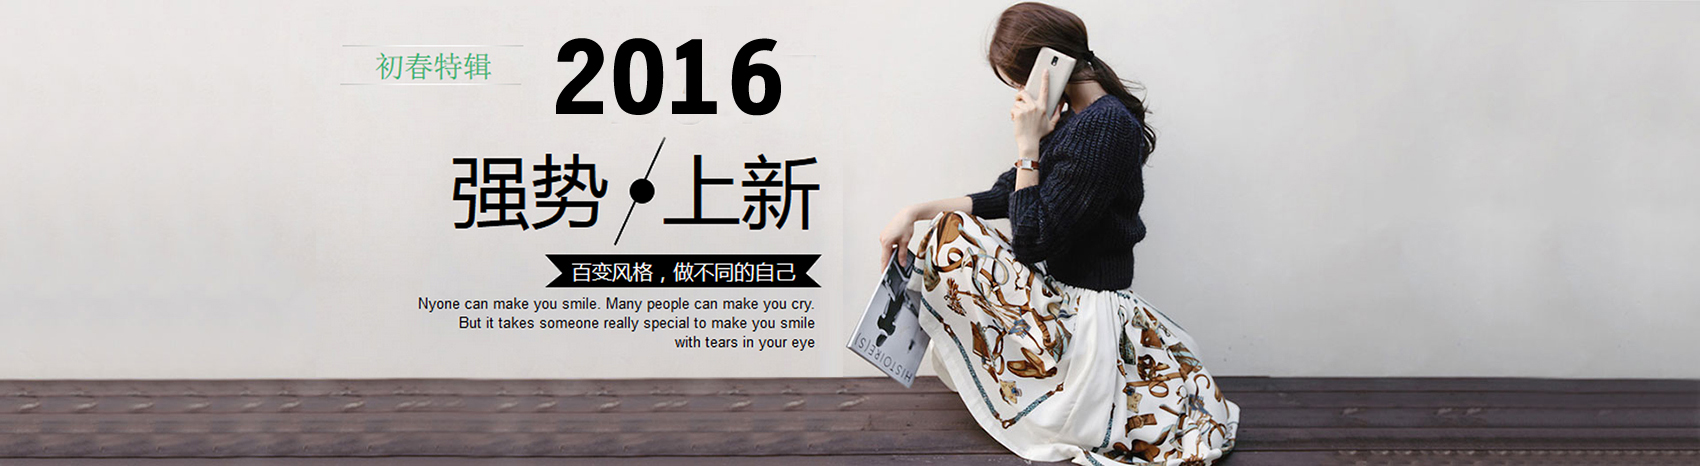 初春特辑
2016
强势·上新
百变风格，做不同的自己
Nyone can make you smile. Many people can make you cry.
But it takes someone really special to make you smile
with tears in your eye
HISTOIRE(S)